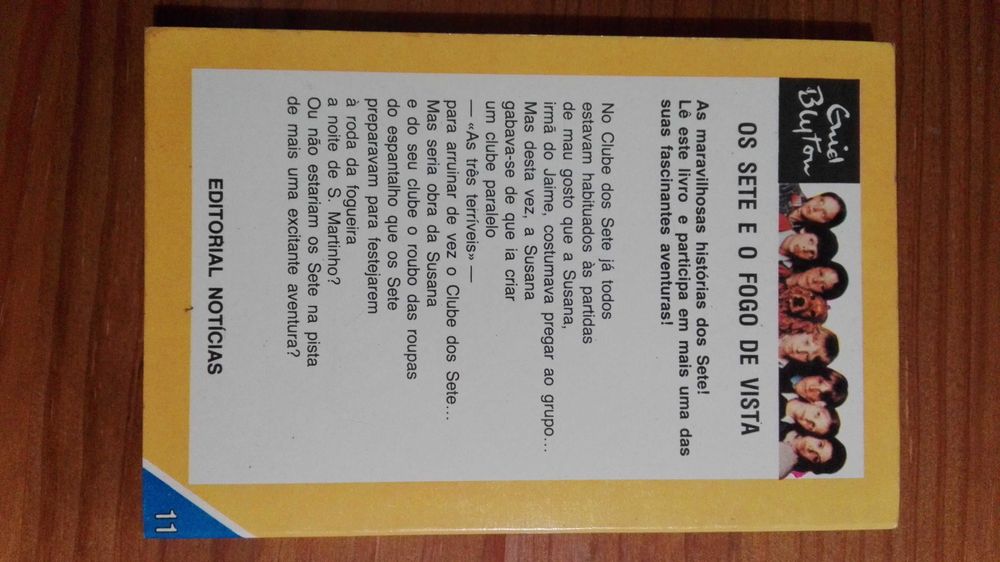 Enid
Blyton
OS SETE E O FOGO DE VISTA
As maravilhosas histórias dos Sete!
Lê este livro e participa em mais uma das
suas fascinantes aventuras!
No Clube dos Sete já todos
estavam habituados às partidas
de mau gosto que a Susana,
irmã do Jaime, costumava pregar ao grupo...
Mas desta vez, a Susana
gabava-se de que ia criar
um clube paralelo
— «As três terríveis» —
para arruinar de vez o Clube dos Sete...
Mas seria obra da Susana
e do seu clube o roubo das roupas
do espantalho que os Sete
preparavam para festejarem
à roda da fogueira
a noite de S. Martinho?
Ou não estariam os Sete na pista
de mais uma excitante aventura?
EDITORIAL NOTÍCIAS
11